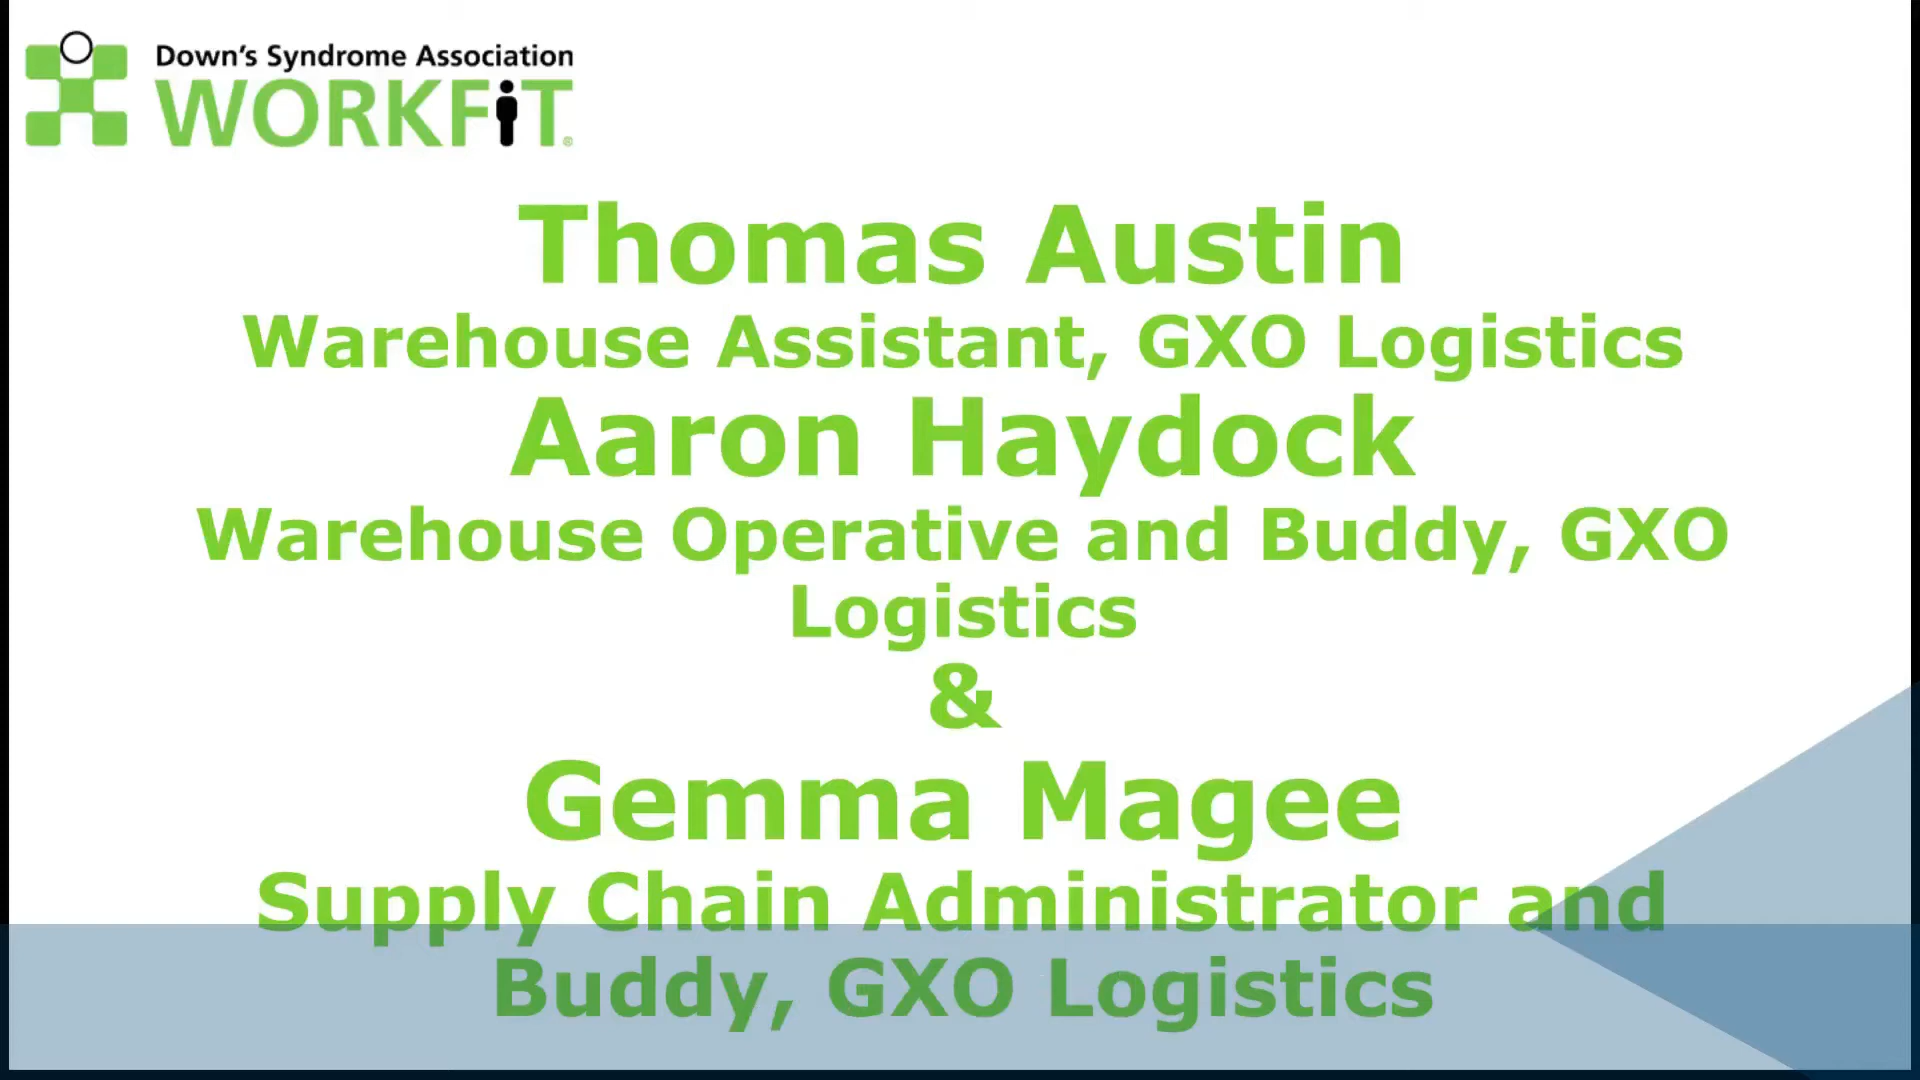 Down's Syndrome Association
WORKFiT®
Thomas Austin
Warehouse Assistant, GXO Logistics
Aaron Haydock
Warehouse Operative and Buddy, GXO
Logistics
&
Gemma Magee
Supply Chain Administrator and
Buddy, GXO Logistics